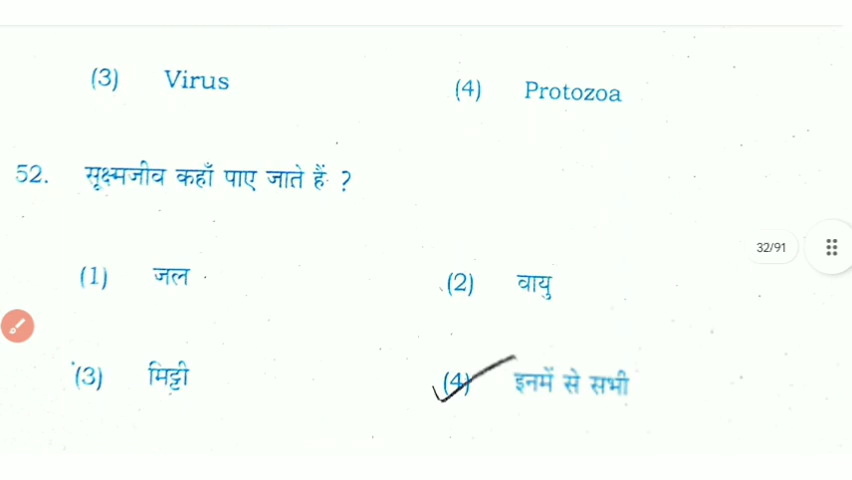 (3) Virus (4) Protozoa
52. सूक्ष्मजीव कहाँ पाए जाते हैं ?
32/91
(1) जल (2) वायु
(3) मिट्टी (4) इनमें से सभी